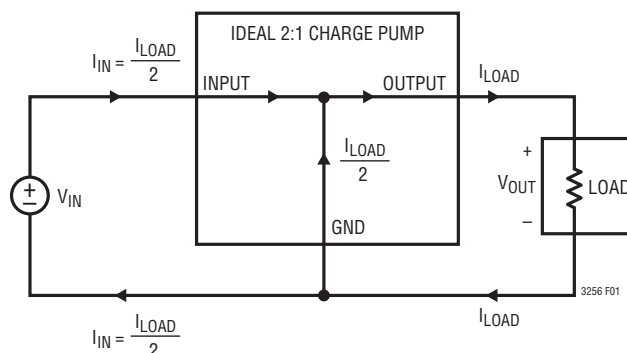 IDEAL 2:1 CHARGE PUMP
I_IN = I_LOAD / 2
I_LOAD
INPUT
OUTPUT
I_LOAD / 2
+
V_OUT
–
LOAD
+
–
V_IN
GND
3256 F01
I_LOAD
I_IN = I_LOAD / 2